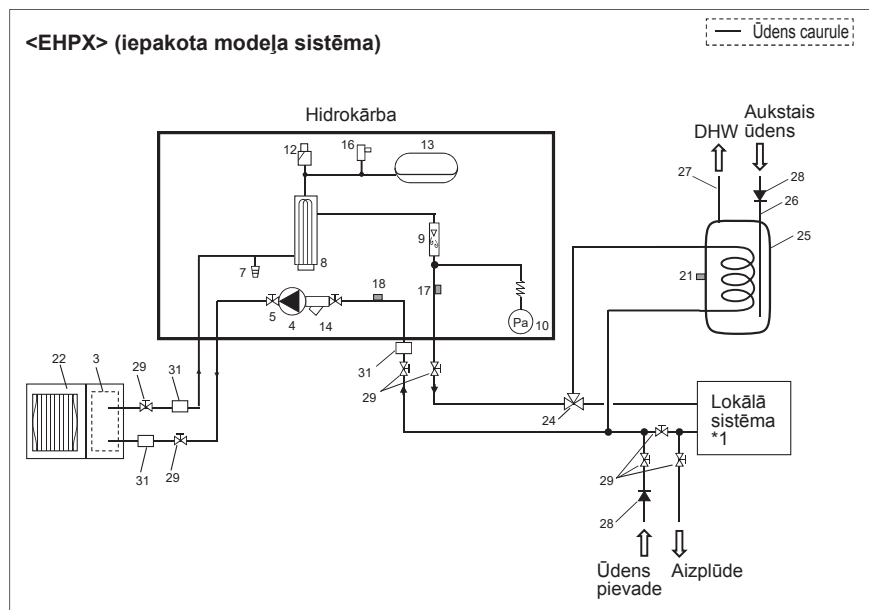 <EHPX> (iepakota modeļa sistēma)
Ūdens caurule
Hidrokārba
DHW
Aukstais
ūdens
12
16
13
27
28
26
25
9
7
8
18
17
21
5
4
14
Pa
10
22
3
29
31
31
29
24
Lokālā
sistēma
*1
31
29
29
28
Ūdens
pievade
Aizplūde